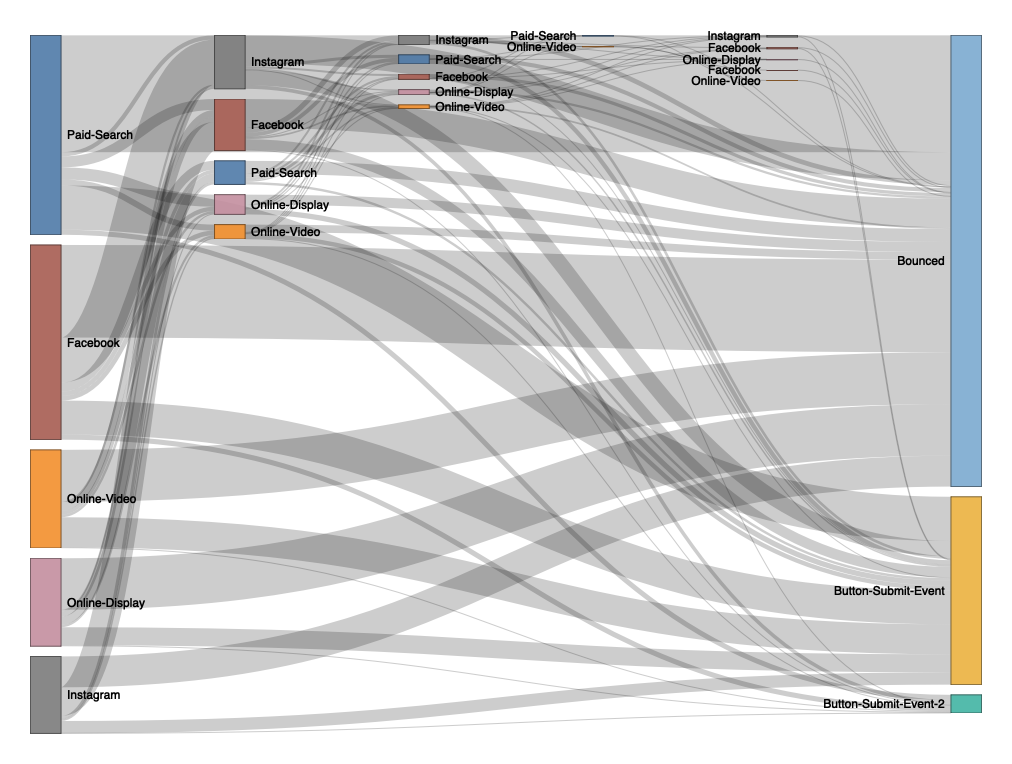 Paid-Search
Facebook
Online-Video
Online-Display
Instagram
Instagram
Facebook
Paid-Search
Online-Display
Online-Video
Instagram
Paid-Search
Facebook
Online-Display
Online-Video
Paid-Search
Online-Video
Instagram
Facebook
Online-Display
Facebook
Online-Video
Bounced
Button-Submit-Event
Button-Submit-Event-2